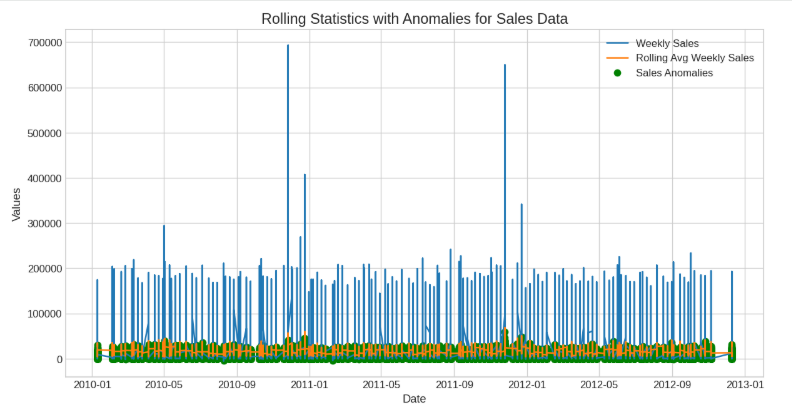 Rolling Statistics with Anomalies for Sales Data
700000
600000
500000
400000
300000
200000
100000
0
Values
Weekly Sales
Rolling Avg Weekly Sales
Sales Anomalies
2010-01 2010-05 2010-09 2011-01 2011-05 2011-09 2012-01 2012-05 2012-09 2013-01
Date